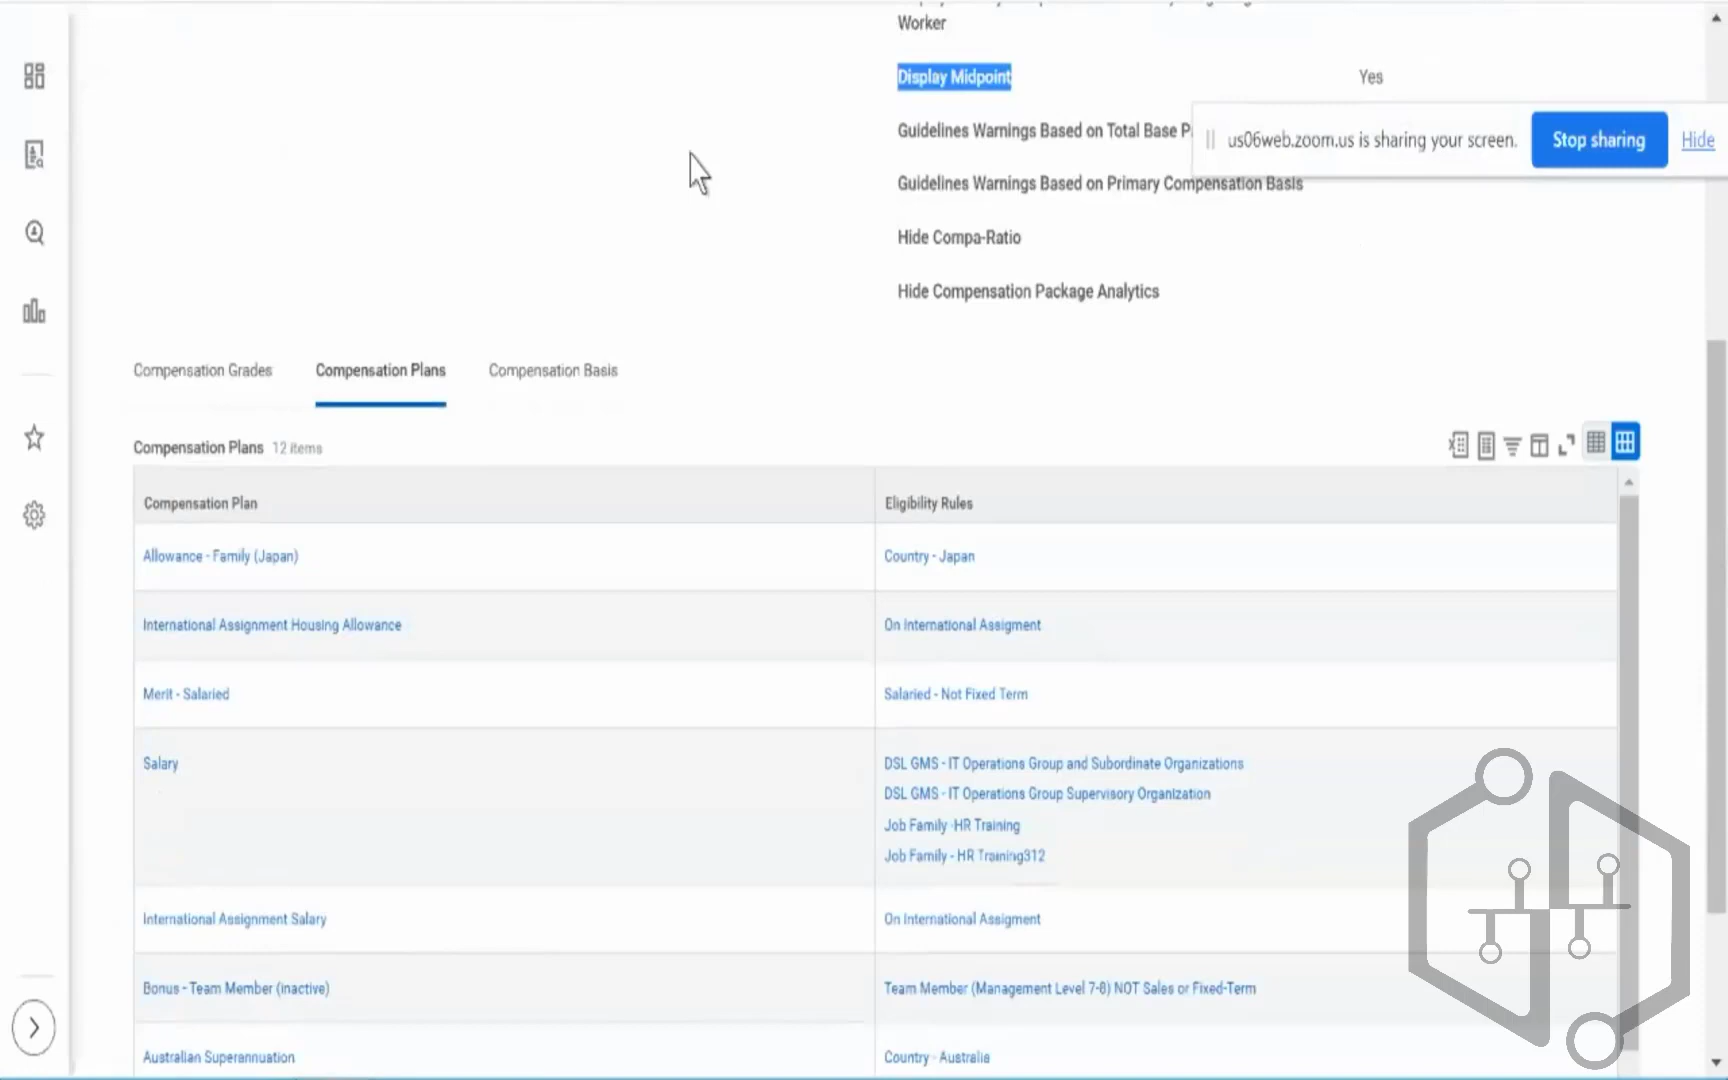 Worker
Display Midpoint Yes
Guidelines Warnings Based on Total Base P
us06web.zoom.us is sharing your screen. Stop sharing Hide
Guidelines Warnings Based on Primary Compensation Basis
Hide Compa-Ratio
Hide Compensation Package Analytics
Compensation Grades Compensation Plans Compensation Basis
Compensation Plans 12 items
Compensation Plan Eligibility Rules
Allowance - Family (Japan) Country - Japan
International Assignment Housing Allowance On International Assigment
Merit - Salaried Salaried - Not Fixed Term
Salary DSL GMS - IT Operations Group and Subordinate Organizations
DSL GMS - IT Operations Group Supervisory Organization
Job Family -HR Training
Job Family - HR Training312
International Assignment Salary On International Assigment
Bonus - Team Member (inactive) Team Member (Management Level 7-8) NOT Sales or Fixed-Term
Australian Superannuation Country - Australia